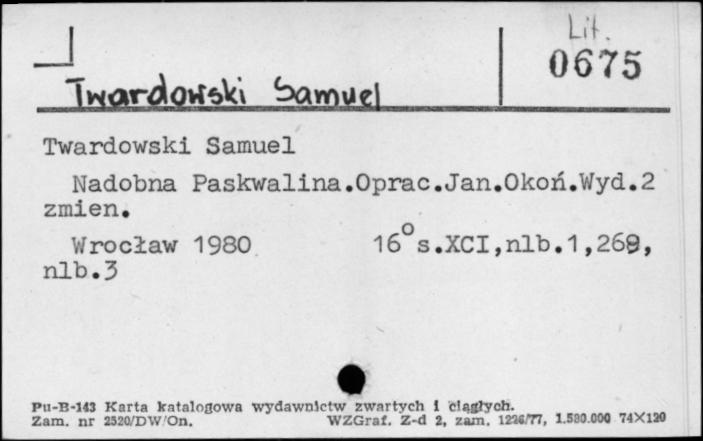 Lit.
0675
Twardowski Samuel
Twardowski Samuel
Nadobna Paskwalina.Oprac.Jan.Okoń.Wyd.2
zmien.
Wrocław 1980 16°s.XCI,nlb.1,269,
nlb.3
Pu-B-143 Karta katalogowa wydawnictw zwartych i ciągłych.
Zam. nr 2520/DW/On. WZGraf. Z-d 2, zam. 1226/77, 1.580.000 74×120